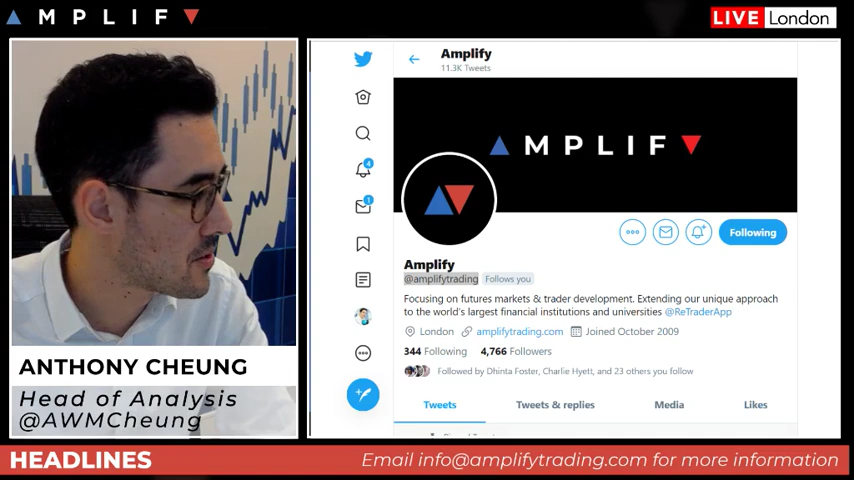 ▲ M P L I F ▼
LIVE London
ANTHONY CHEUNG
Head of Analysis
@AWMCheung
Amplify
11.3K Tweets
▲ M P L I F ▼
4
1
Following
Amplify
@amplifytrading Follows you
Focusing on futures markets & trader development. Extending our unique approach
to the world's largest financial institutions and universities @ReTraderApp
London amplifytrading.com Joined October 2009
344 Following 4,766 Followers
Followed by Dhinta Foster, Charlie Hyett, and 23 others you follow
Tweets Tweets & replies Media Likes
HEADLINES Email info@amplifytrading.com for more information